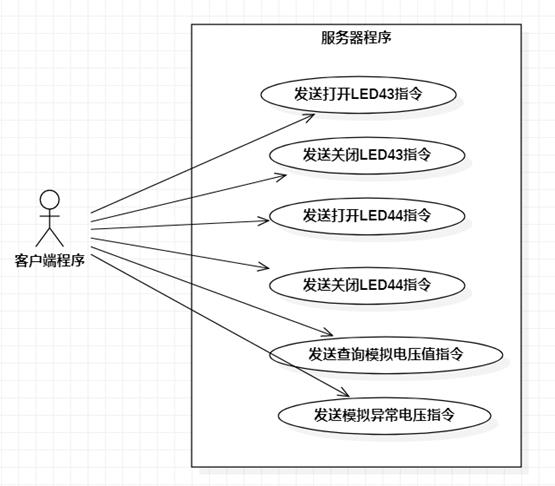 服务器程序
发送打开LED43指令
发送关闭LED43指令
发送打开LED44指令
客户端程序
发送关闭LED44指令
发送查询模拟电压值指令
发送模拟异常电压指令